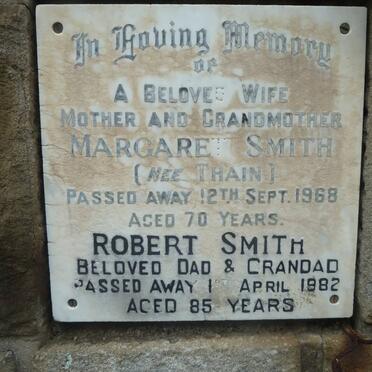 In Loving Memory
of
A BELOVED WIFE
MOTHER AND GRANDMOTHER
MARGARET SMITH
(NEE THAIN)
PASSED AWAY 12TH SEPT. 1968
AGED 70 YEARS.
ROBERT SMITH
BELOVED DAD & GRANDAD
PASSED AWAY APRIL 1982
AGED 85 YEARS